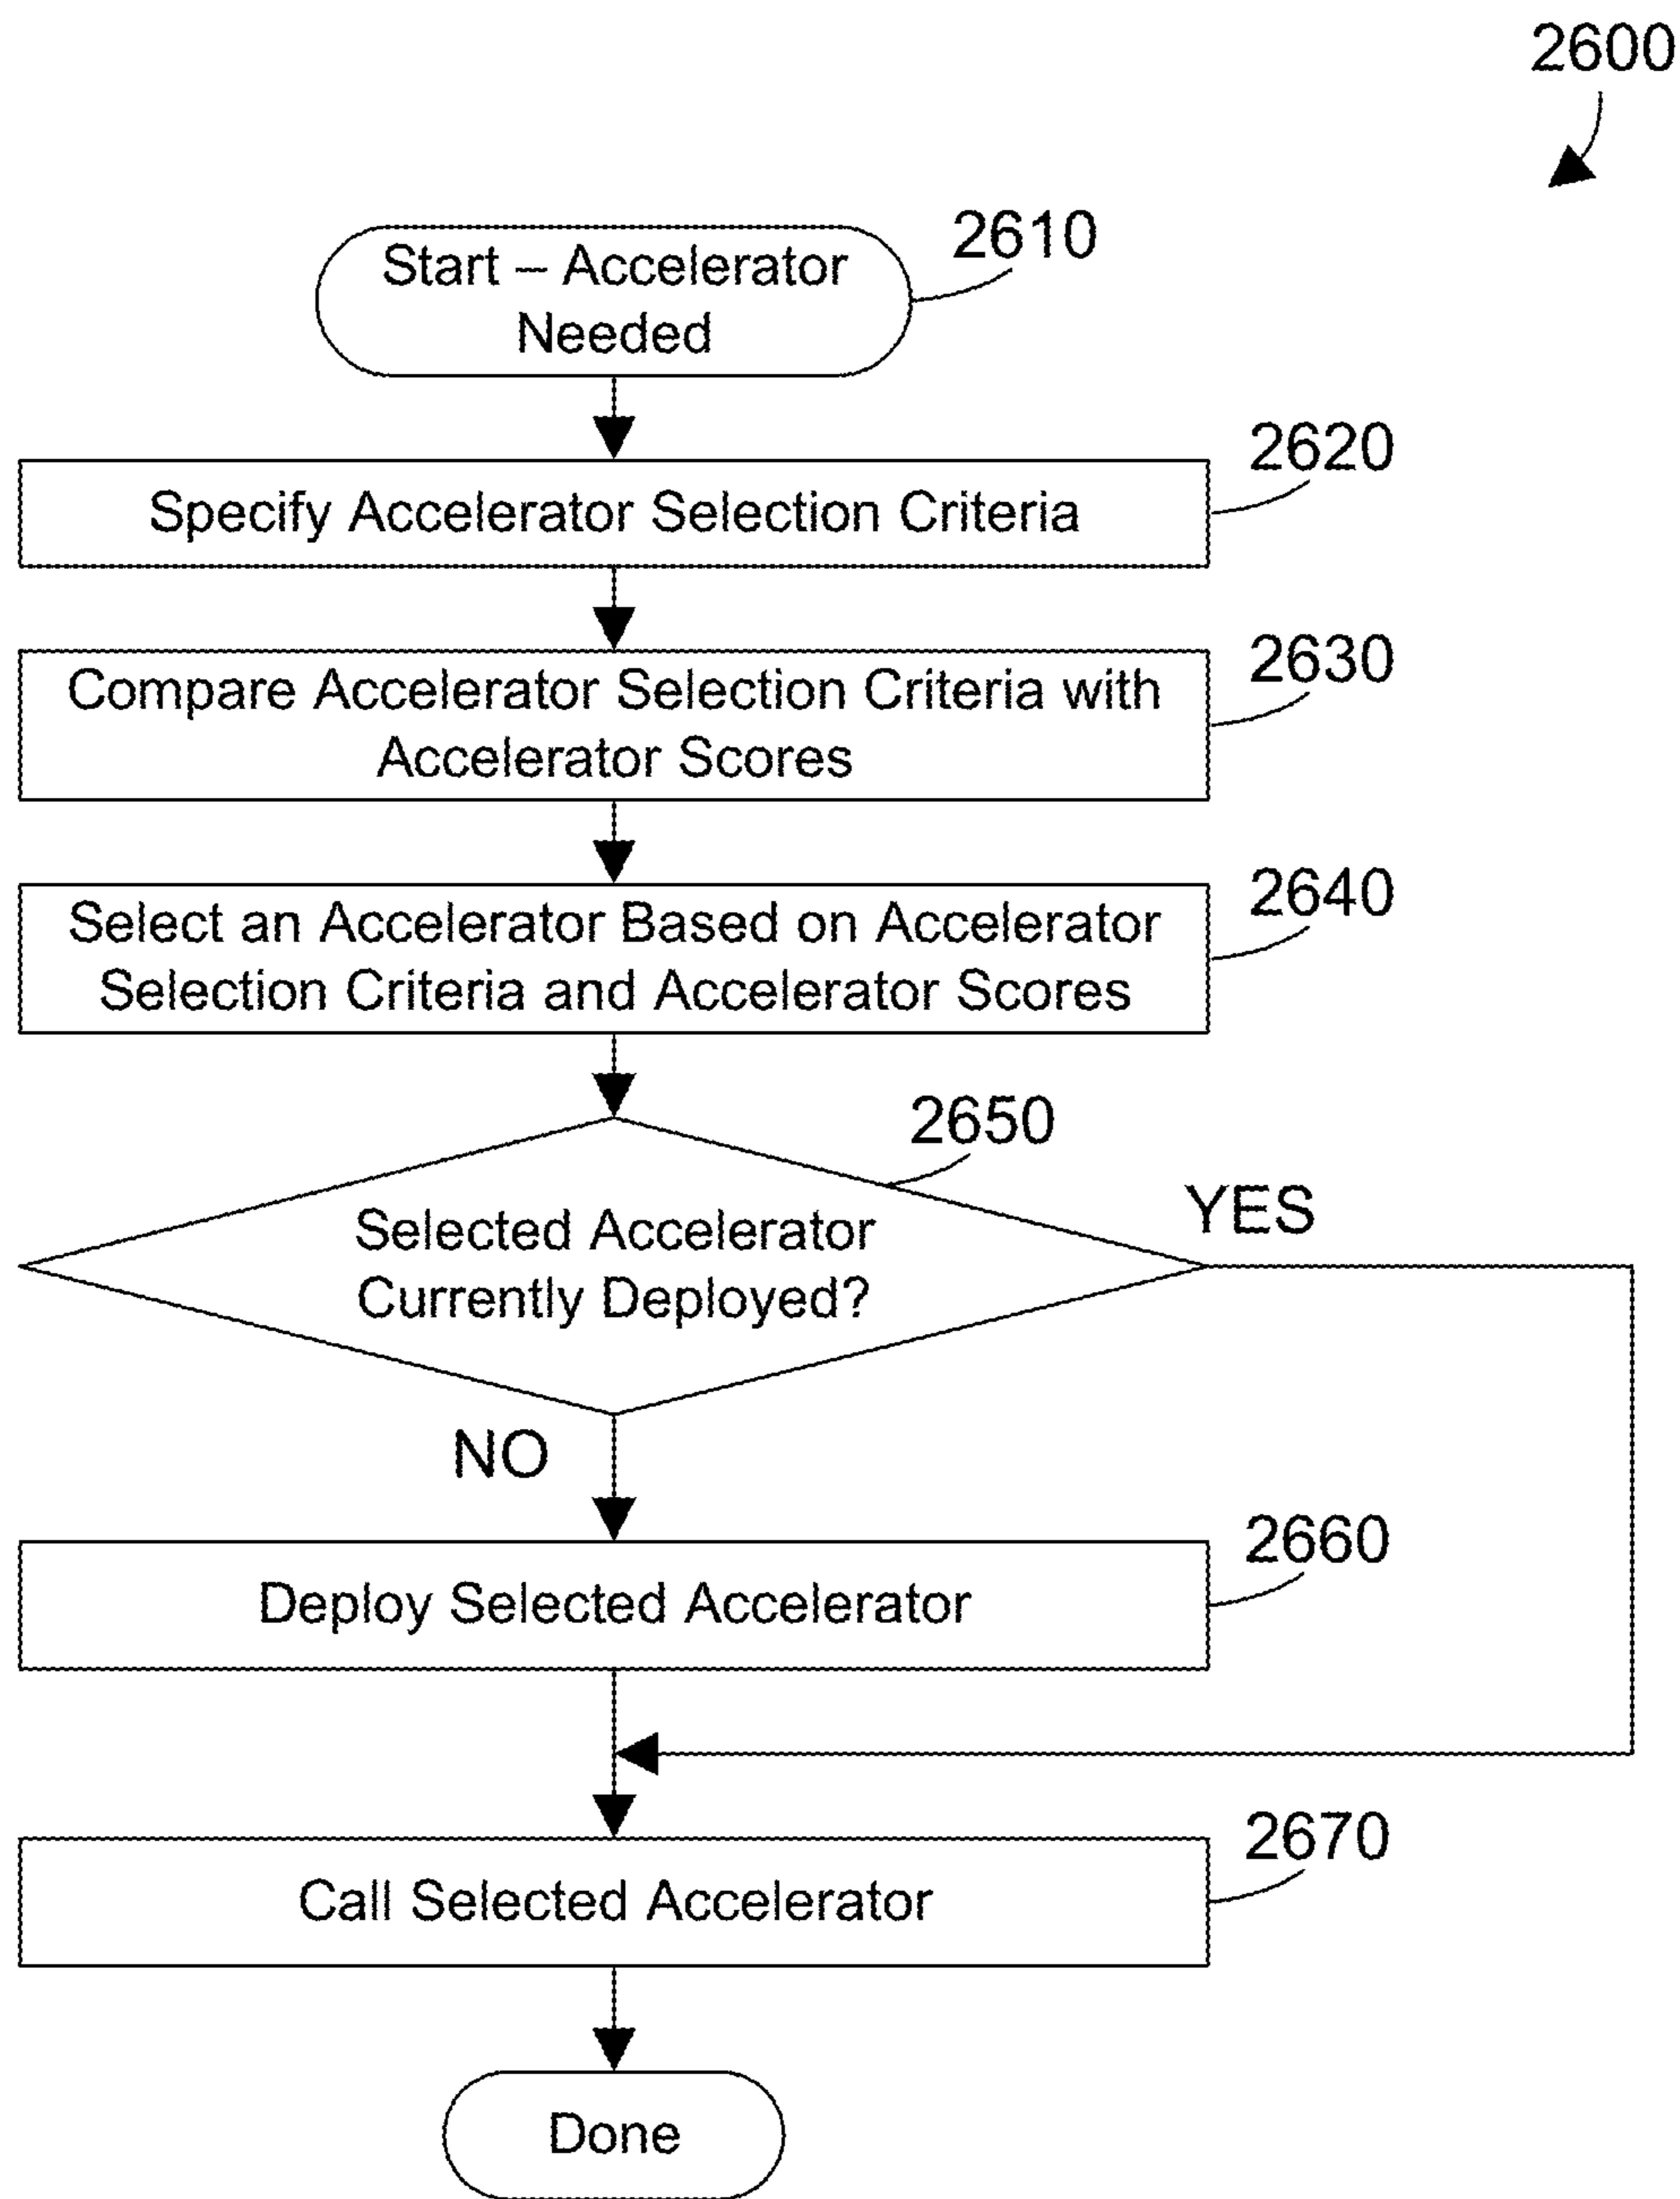 2600
Start – Accelerator
Needed
2610
Specify Accelerator Selection Criteria
2620
Compare Accelerator Selection Criteria with
Accelerator Scores
2630
Select an Accelerator Based on Accelerator
Selection Criteria and Accelerator Scores
2640
2650
Selected Accelerator
Currently Deployed?
YES
NO
Deploy Selected Accelerator
2660
Call Selected Accelerator
2670
Done